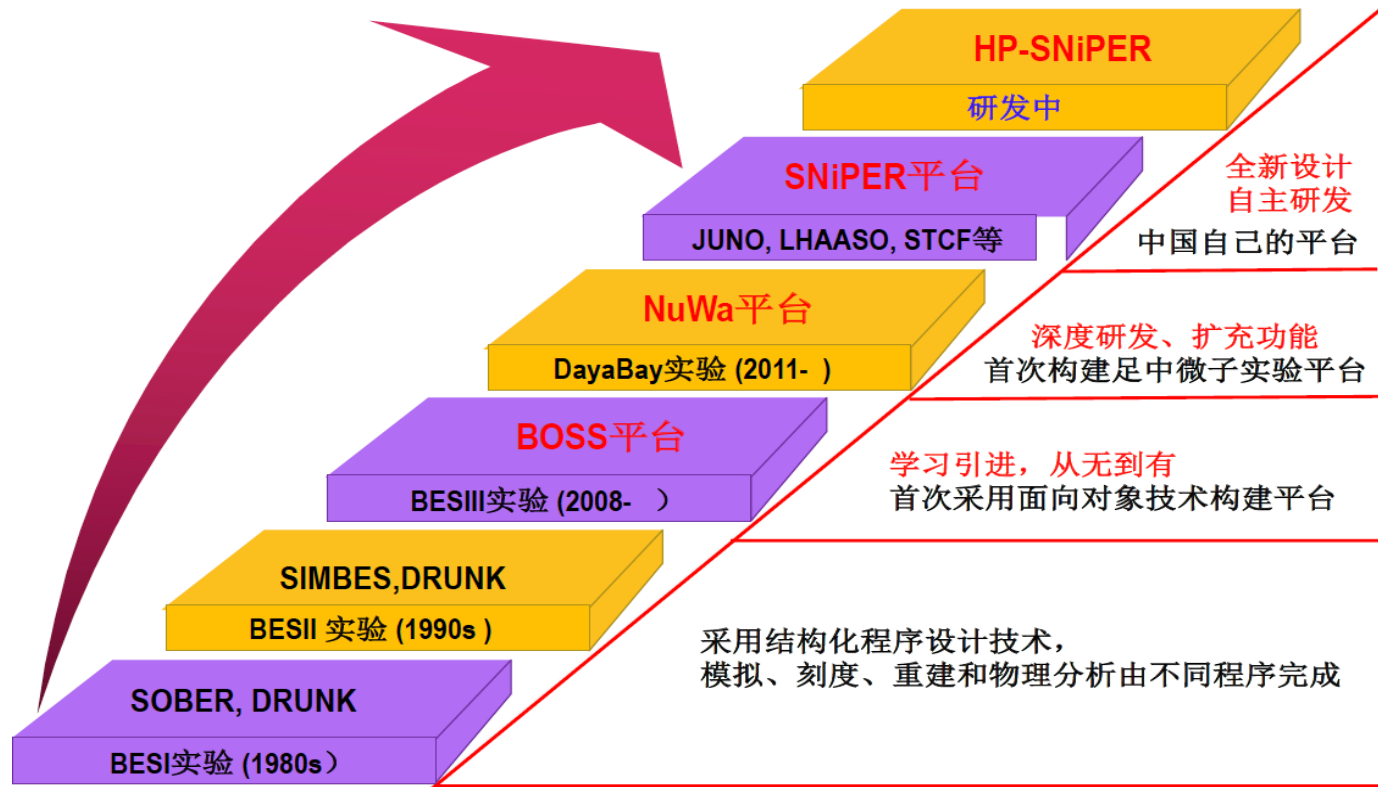 HP-SNiPER
研发中
SNiPER平台
JUNO, LHAASO, STCF等
全新设计
自主研发
中国自己的平台
NuWa平台
DayaBay实验 (2011- )
深度研发、扩充功能
首次构建足中微子实验平台
BOSS平台
BESIII实验 (2008- ）
学习引进，从无到有
首次采用面向对象技术构建平台
SIMBES,DRUNK
BESII 实验 (1990s )
采用结构化程序设计技术，
模拟、刻度、重建和物理分析由不同程序完成
SOBER, DRUNK
BESI实验 (1980s）